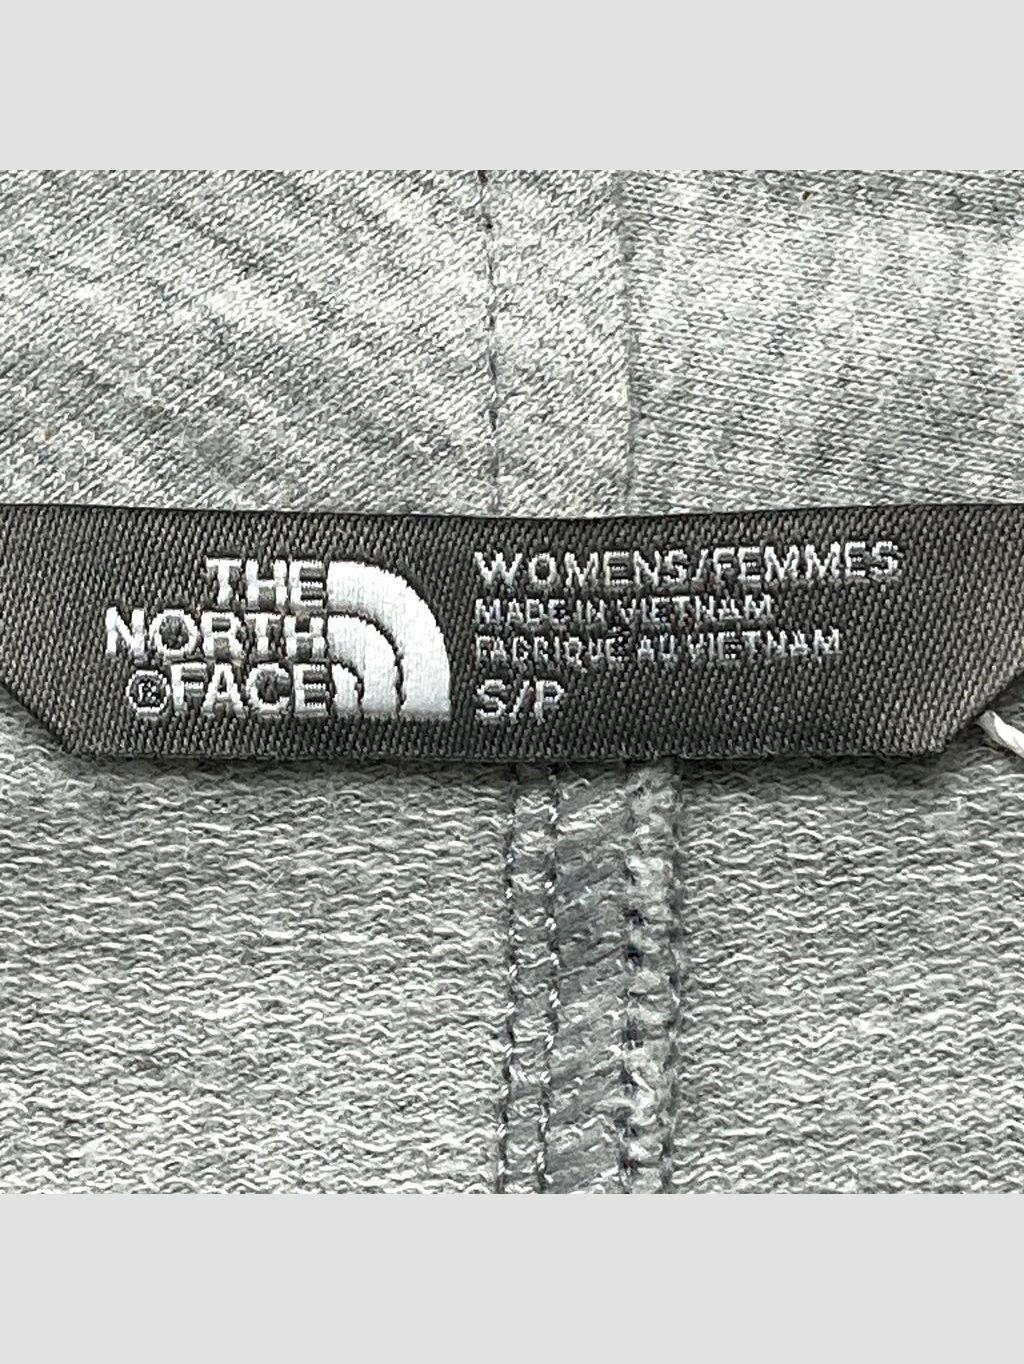 THE
NORTH
®FACE
WOMENS/FEMMES
MADE IN VIETNAM
FABRIQUÉ AU VIETNAM
S/P